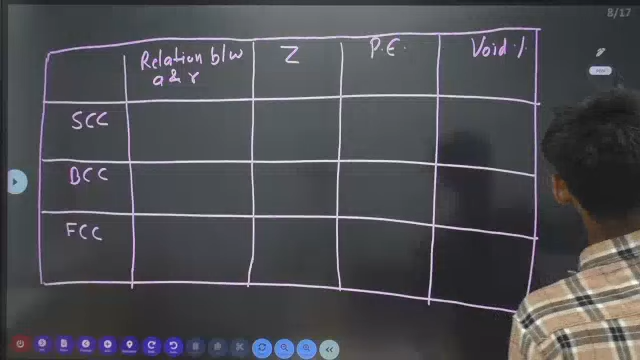 8/17
Relation b/w
a & r
Z
P.E.
Void %
SCC
BCC
FCC